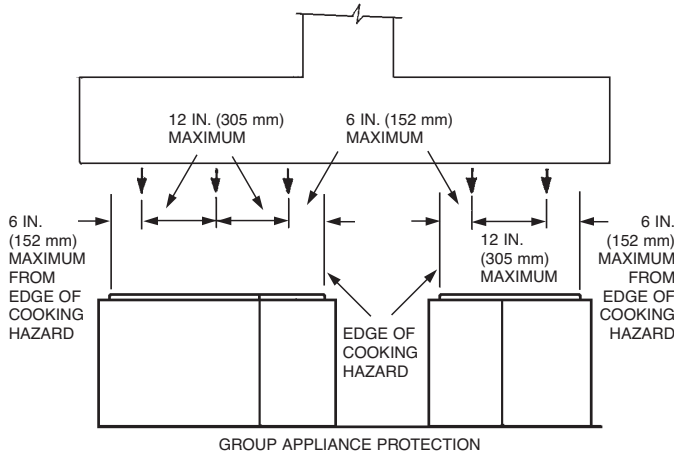 12 IN. (305 mm)
MAXIMUM
6 IN. (152 mm)
MAXIMUM
6 IN.
(152 mm)
MAXIMUM
FROM
EDGE OF
COOKING
HAZARD
12 IN.
(305 mm)
MAXIMUM
6 IN.
(152 mm)
MAXIMUM
FROM
EDGE OF
COOKING
HAZARD
EDGE OF
COOKING
HAZARD
GROUP APPLIANCE PROTECTION